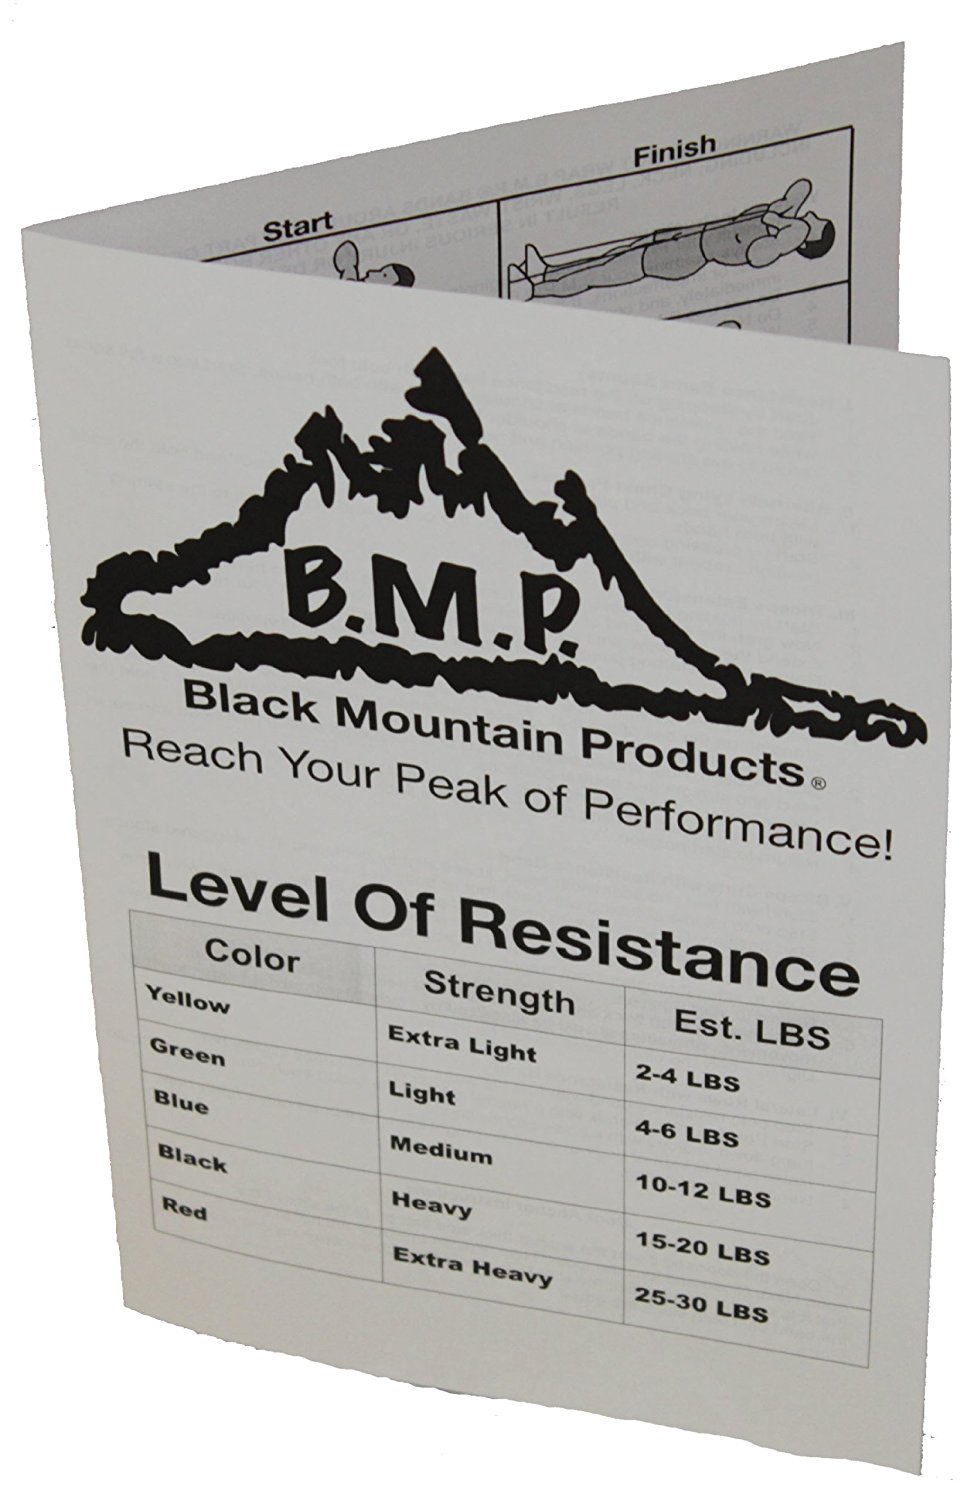 Start
Finish
B.M.P.
Black Mountain Products®
Reach Your Peak of Performance!
Level Of Resistance
Color Strength Est. LBS
Yellow Extra Light 2-4 LBS
Green Light 4-6 LBS
Blue Medium 10-12 LBS
Black Heavy 15-20 LBS
Red Extra Heavy 25-30 LBS